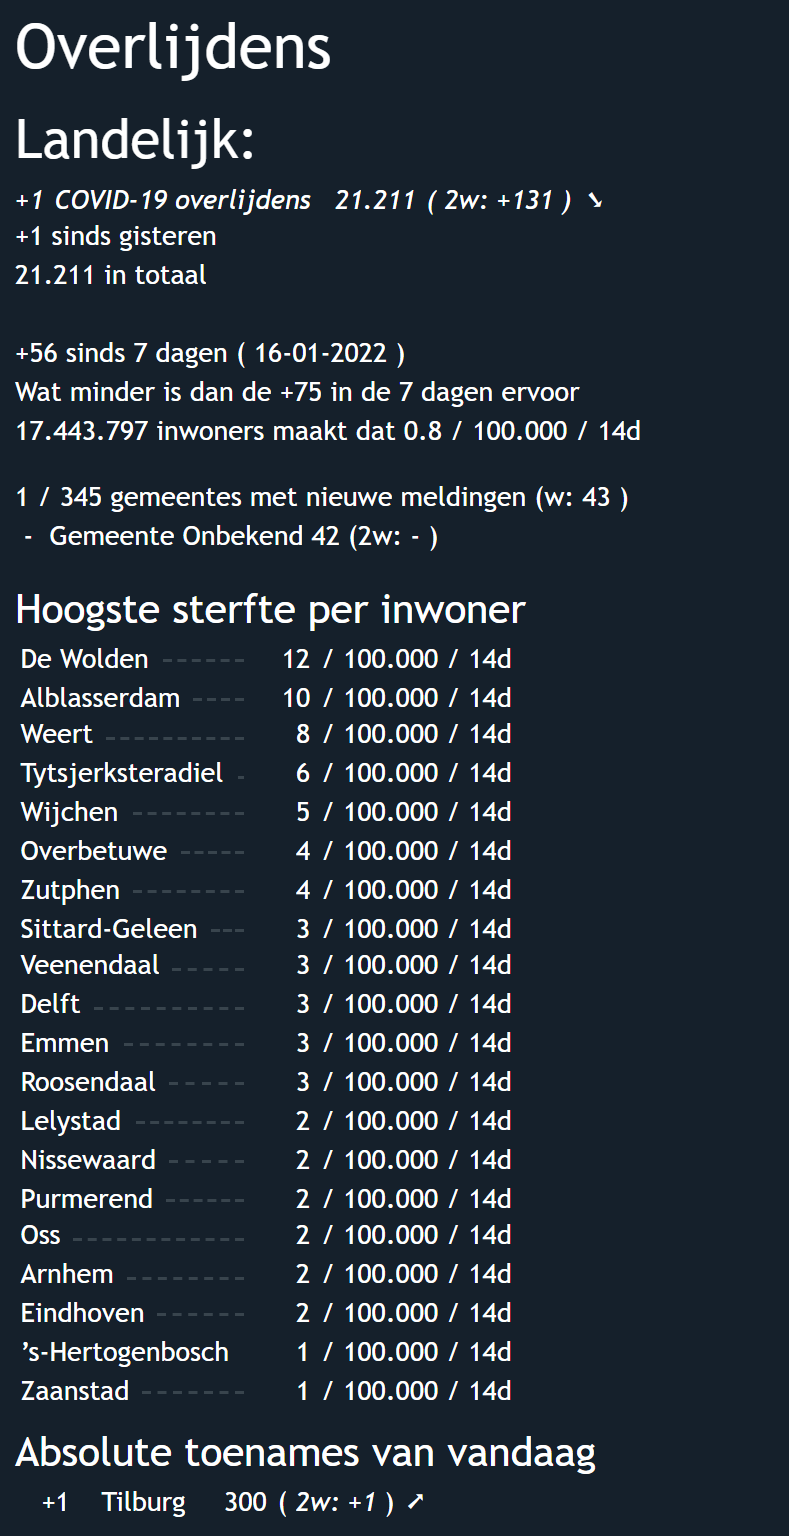 Overlijdens
Landelijk:
+1 COVID-19 overlijdens 21.211 ( 2w: +131 ) ➘
+1 sinds gisteren
21.211 in totaal
+56 sinds 7 dagen ( 16-01-2022 )
Wat minder is dan de +75 in de 7 dagen ervoor
17.443.797 inwoners maakt dat 0.8 / 100.000 / 14d
1 / 345 gemeentes met nieuwe meldingen (w: 43 )
- Gemeente Onbekend 42 (2w: - )
Hoogste sterfte per inwoner
De Wolden ------ 12 / 100.000 / 14d
Alblasserdam ---- 10 / 100.000 / 14d
Weert ---------- 8 / 100.000 / 14d
Tytsjerksteradiel - 6 / 100.000 / 14d
Wijchen -------- 5 / 100.000 / 14d
Overbetuwe ----- 4 / 100.000 / 14d
Zutphen -------- 4 / 100.000 / 14d
Sittard-Geleen --- 3 / 100.000 / 14d
Veenendaal ----- 3 / 100.000 / 14d
Delft ----------- 3 / 100.000 / 14d
Emmen -------- 3 / 100.000 / 14d
Roosendaal ----- 3 / 100.000 / 14d
Lelystad -------- 2 / 100.000 / 14d
Nissewaard ----- 2 / 100.000 / 14d
Purmerend ------ 2 / 100.000 / 14d
Oss ------------ 2 / 100.000 / 14d
Arnhem -------- 2 / 100.000 / 14d
Eindhoven ------ 2 / 100.000 / 14d
’s-Hertogenbosch 1 / 100.000 / 14d
Zaanstad ------- 1 / 100.000 / 14d
Absolute toenames van vandaag
+1 Tilburg 300 ( 2w: +1 ) ➚